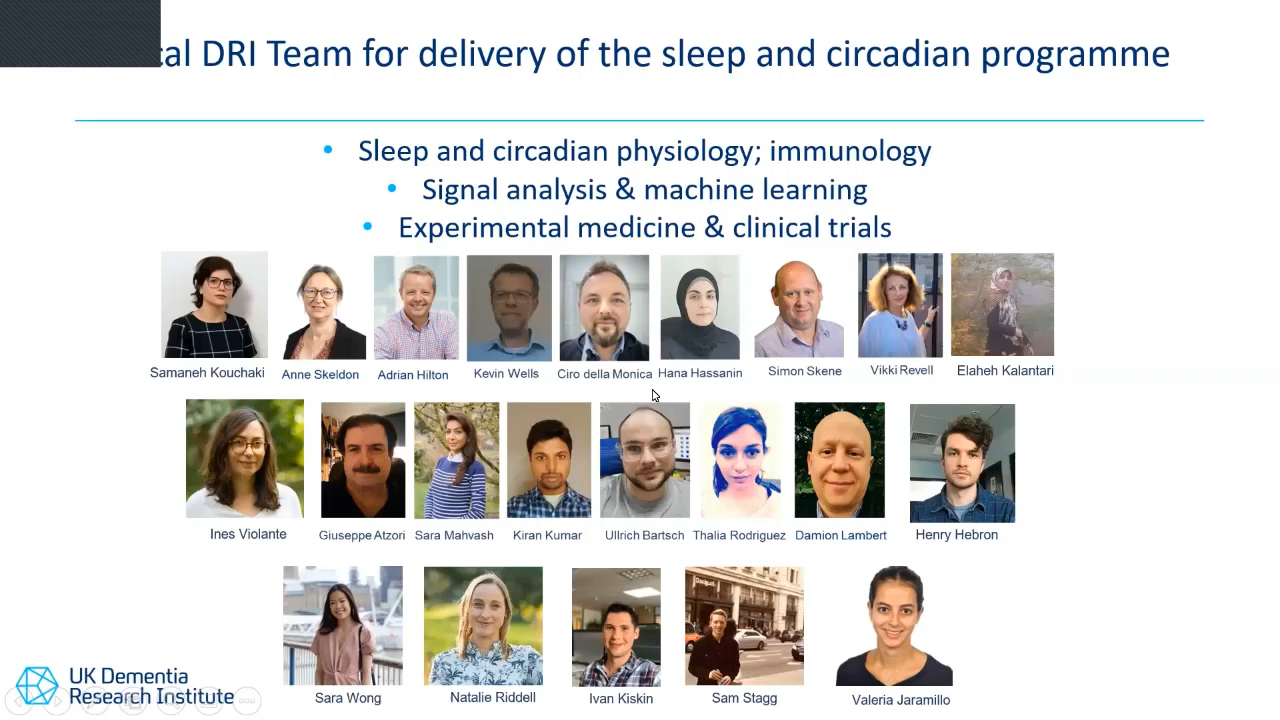 cal DRI Team for delivery of the sleep and circadian programme
• Sleep and circadian physiology; immunology
• Signal analysis & machine learning
• Experimental medicine & clinical trials
Samaneh Kouchaki
Anne Skeldon
Adrian Hilton
Kevin Wells
Ciro della Monica
Hana Hassanin
Simon Skene
Vikki Revell
Elaheh Kalantari
Ines Violante
Giuseppe Atzori
Sara Mahvash
Kiran Kumar
Ullrich Bartsch
Thalia Rodriguez
Damion Lambert
Henry Hebron
Sara Wong
Natalie Riddell
Ivan Kiskin
Sam Stagg
Valeria Jaramillo
UK Dementia
Research Institute